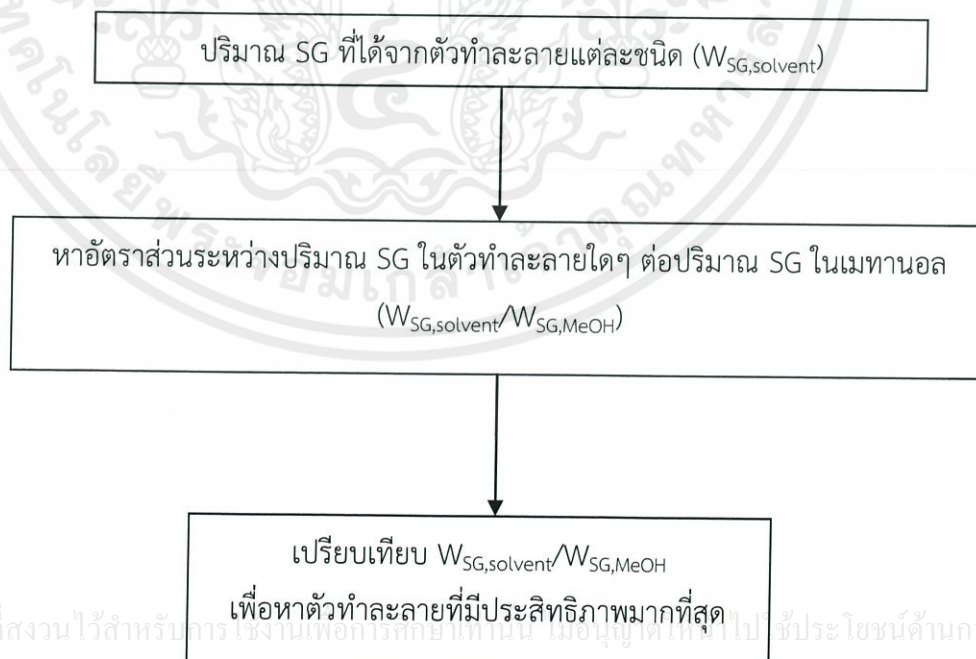 ปริมาณ SG ที่ได้จากตัวทำละลายแต่ละชนิด (WSG,solvent)
หาอัตราส่วนระหว่างปริมาณ SG ในตัวทำละลายใดๆ ต่อปริมาณ SG ในเมทานอล
(WSG,solvent/WSG,MeOH)
เปรียบเทียบ WSG,solvent/WSG,MeOH
เพื่อหาตัวทำละลายที่มีประสิทธิภาพมากที่สุด